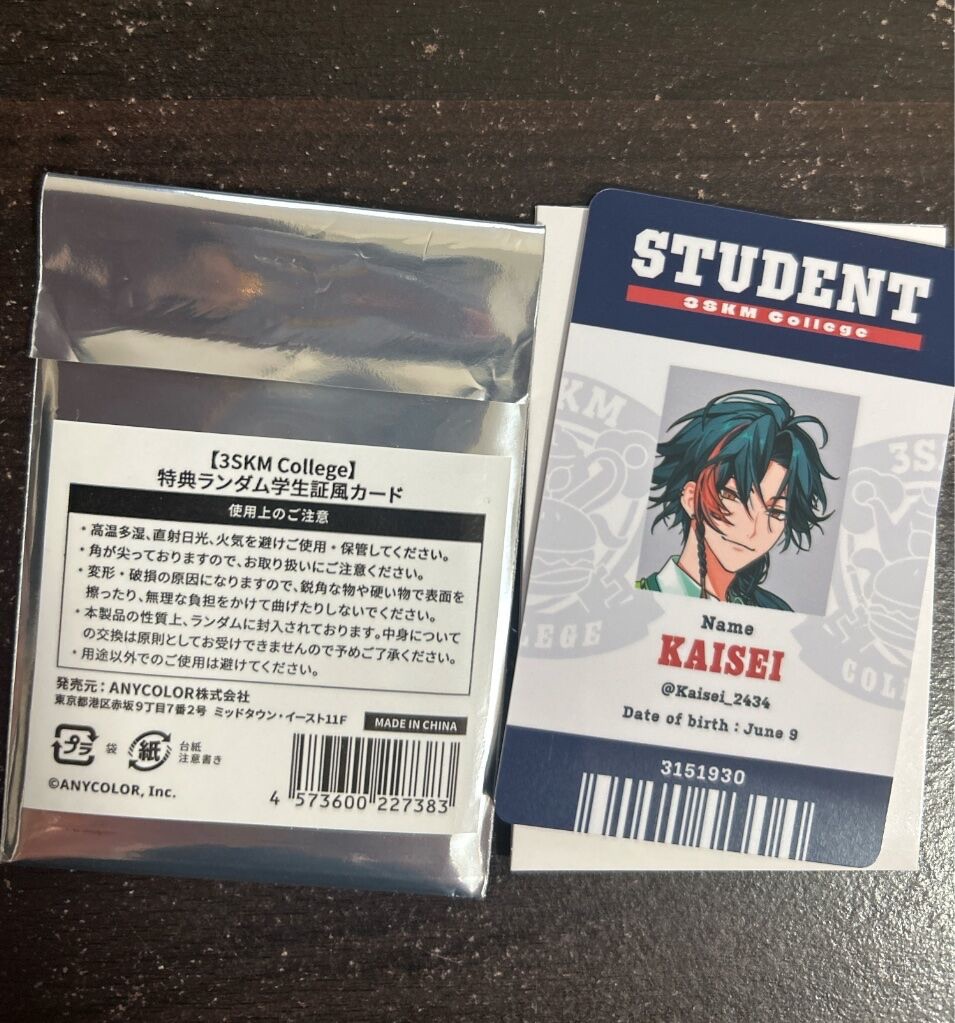 【3SKM College】
特典ランダム学生証風カード
使用上のご注意
・高温多湿、直射日光、火気を避けご使用・保管してください。
・角が尖っておりますので、お取り扱いにご注意ください。
・変形・破損の原因になりますので、鋭角な物や硬い物で表面を
擦ったり、無理な負担をかけて曲げたりしないでください。
・本製品の性質上、ランダムに封入されております。中身について
の交換は原則としてお受けできませんので予めご了承ください。
・用途以外でのご使用は避けてください。
発売元：ANYCOLOR株式会社
東京都港区赤坂9丁目7番2号 ミッドタウン・イースト11F
MADE IN CHINA
プラ 袋 紙 台紙
注意書き
©ANYCOLOR, Inc.
4 573600 227383
STUDENT
3SKM College
KM
3S
LEGE
COL
Name
KAISEI
@Kaisei_2434
Date of birth : June 9
3151930